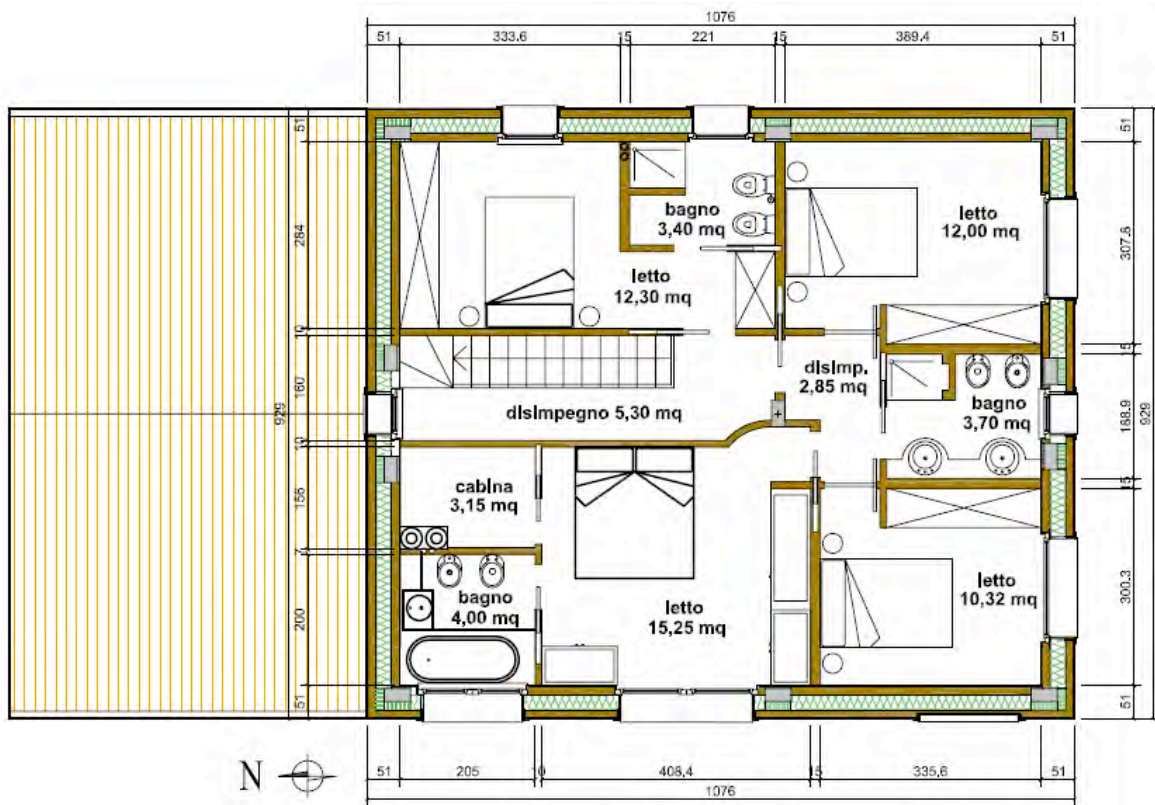 1076
51 333.6 15 221 15 389.4 51
51
284
10
160
929
10
156
7
200
51
bagno
3,40 mq
letto
12,00 mq
letto
12,30 mq
disimp.
2,85 mq
disimpegno 5,30 mq
bagno
3,70 mq
cabina
3,15 mq
bagno
4,00 mq
letto
15,25 mq
letto
10,32 mq
51
307.8
15
168.9
929
15
300.3
51
N
51 205 10 408,4 15 335,6 51
1076